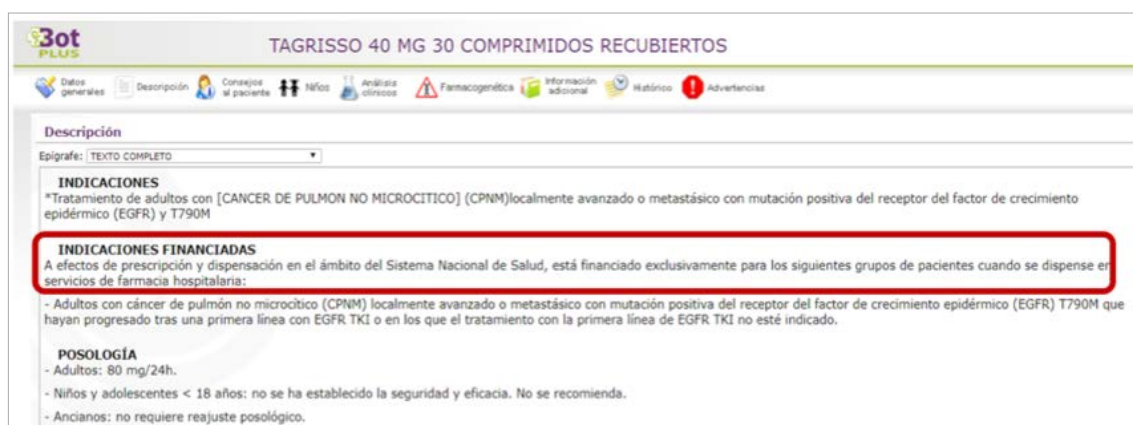 Bot
PLUS
TAGRISSO 40 MG 30 COMPRIMIDOS RECUBIERTOS
Datos generales Descripción Consejos al paciente Niños Análisis clínicos Farmacogenética Información adicional Histórico Advertencias
Descripción
Epígrafe: TEXTO COMPLETO
INDICACIONES
*Tratamiento de adultos con [CANCER DE PULMON NO MICROCITICO] (CPNM)localmente avanzado o metastásico con mutación positiva del receptor del factor de crecimiento
epidérmico (EGFR) y T790M
INDICACIONES FINANCIADAS
A efectos de prescripción y dispensación en el ámbito del Sistema Nacional de Salud, está financiado exclusivamente para los siguientes grupos de pacientes cuando se dispense en
servicios de farmacia hospitalaria:
- Adultos con cáncer de pulmón no microcítico (CPNM) localmente avanzado o metastásico con mutación positiva del receptor del factor de crecimiento epidérmico (EGFR) T790M que
hayan progresado tras una primera línea con EGFR TKI o en los que el tratamiento con la primera línea de EGFR TKI no esté indicado.
POSOLOGÍA
- Adultos: 80 mg/24h.
- Niños y adolescentes < 18 años: no se ha establecido la seguridad y eficacia. No se recomienda.
- Ancianos: no requiere reajuste posológico.